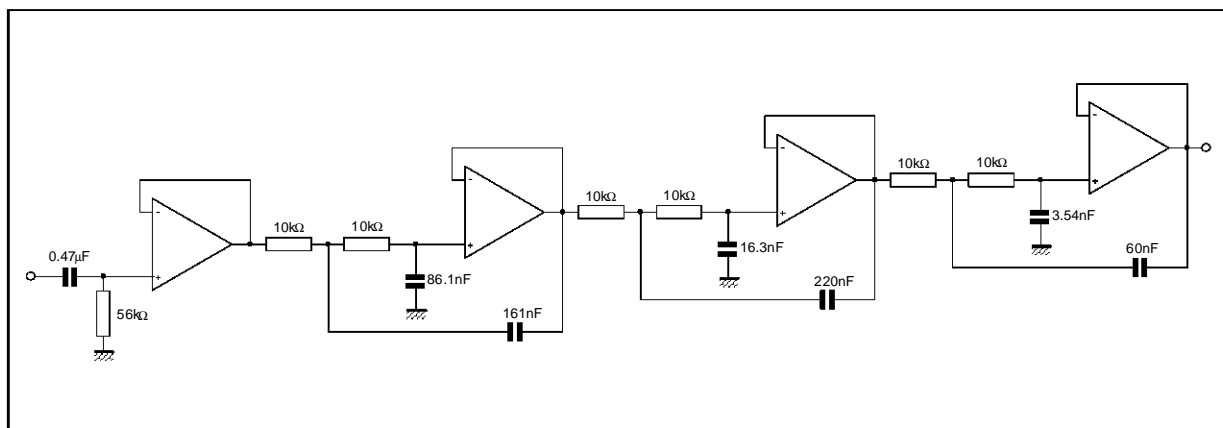 0.47µF
56kΩ
-
+
10kΩ
10kΩ
-
+
86.1nF
161nF
10kΩ
10kΩ
-
+
16.3nF
220nF
10kΩ
10kΩ
-
+
3.54nF
60nF